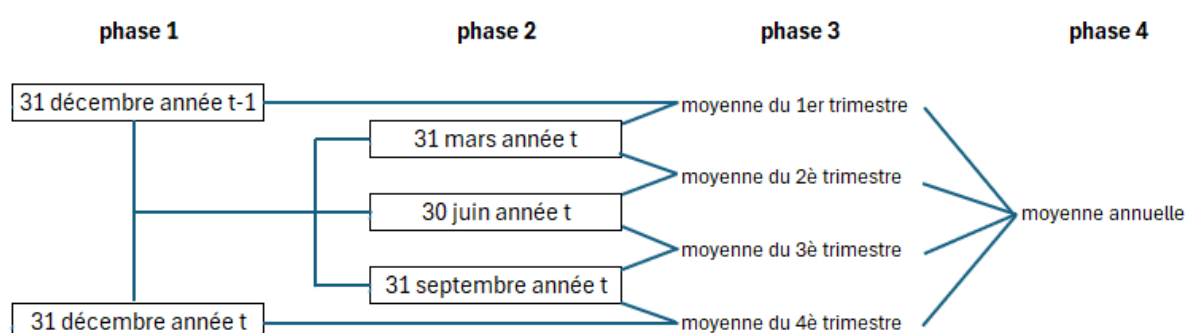 phase 1
phase 2
phase 3
phase 4
31 décembre année t-1
moyenne du 1er trimestre
31 mars année t
moyenne du 2è trimestre
30 juin année t
moyenne annuelle
moyenne du 3è trimestre
31 septembre année t
31 décembre année t
moyenne du 4è trimestre